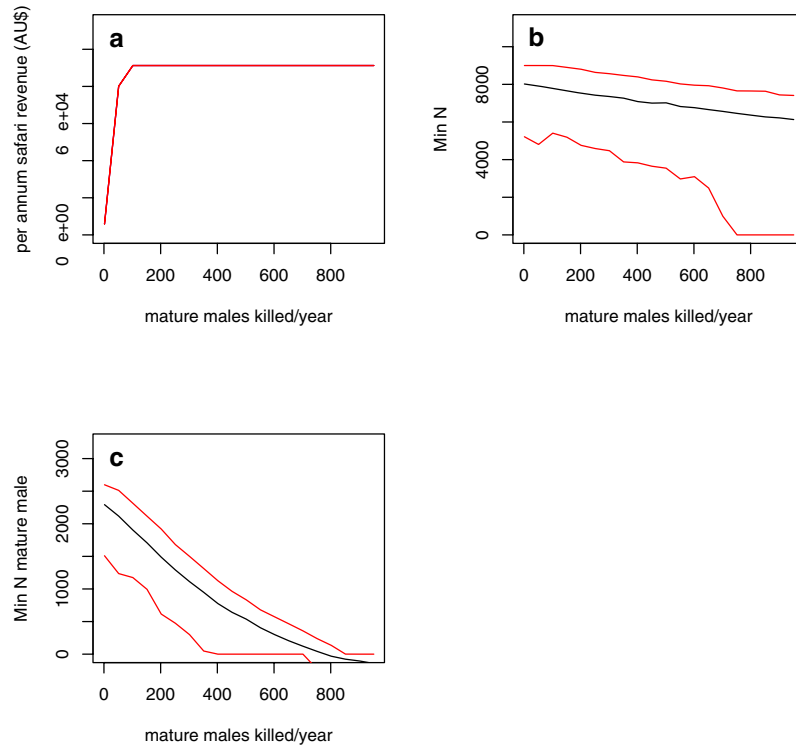 a
per annum safari revenue (AU$)
0 e+00 6 e+04
0 200 400 600 800
mature males killed/year
b
Min N
0 4000 8000
0 200 400 600 800
mature males killed/year
c
Min N mature male
0 1000 2000 3000
0 200 400 600 800
mature males killed/year